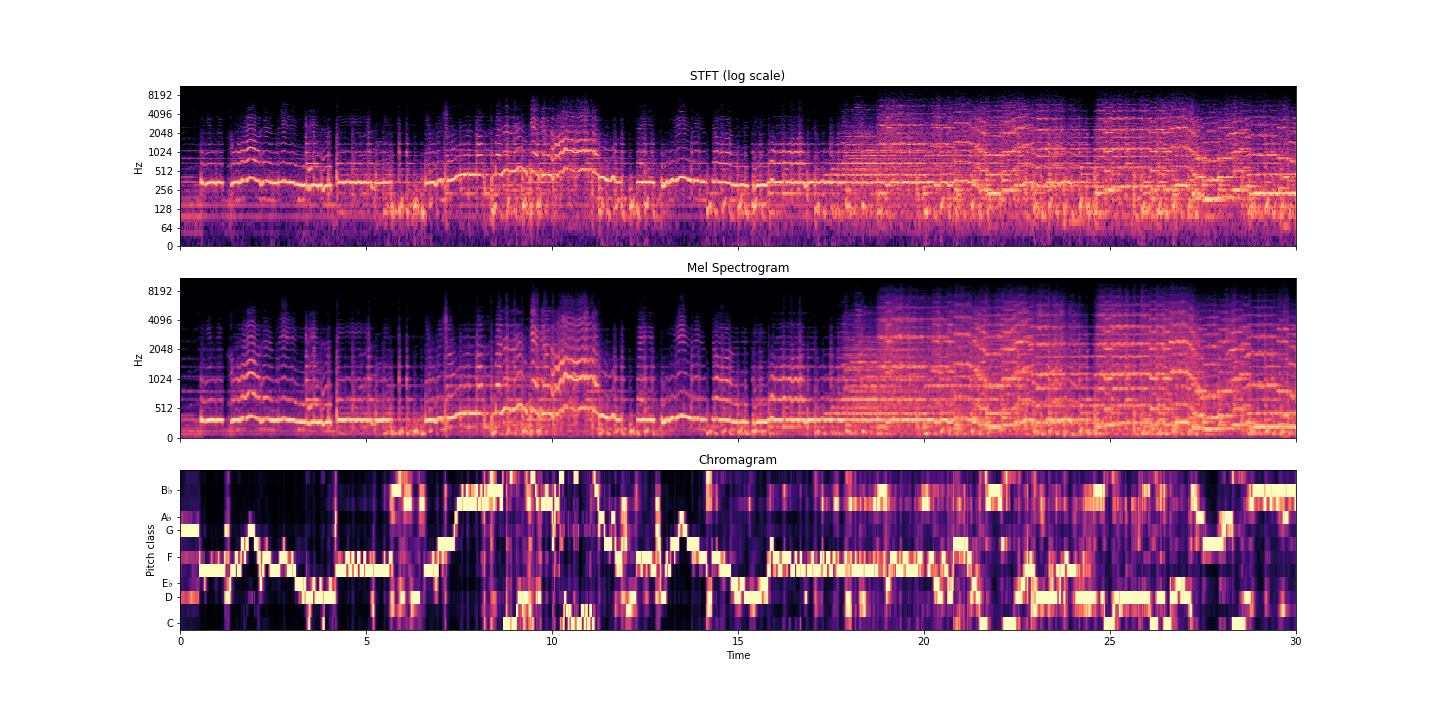 STFT (log scale)
8192
4096
2048
1024
512
256
128
64
0
Hz
Mel Spectrogram
8192
4096
2048
1024
512
0
Hz
Chromagram
B♭
A♭
G
F
E♭
D
C
Pitch class
0 5 10 15 20 25 30
Time